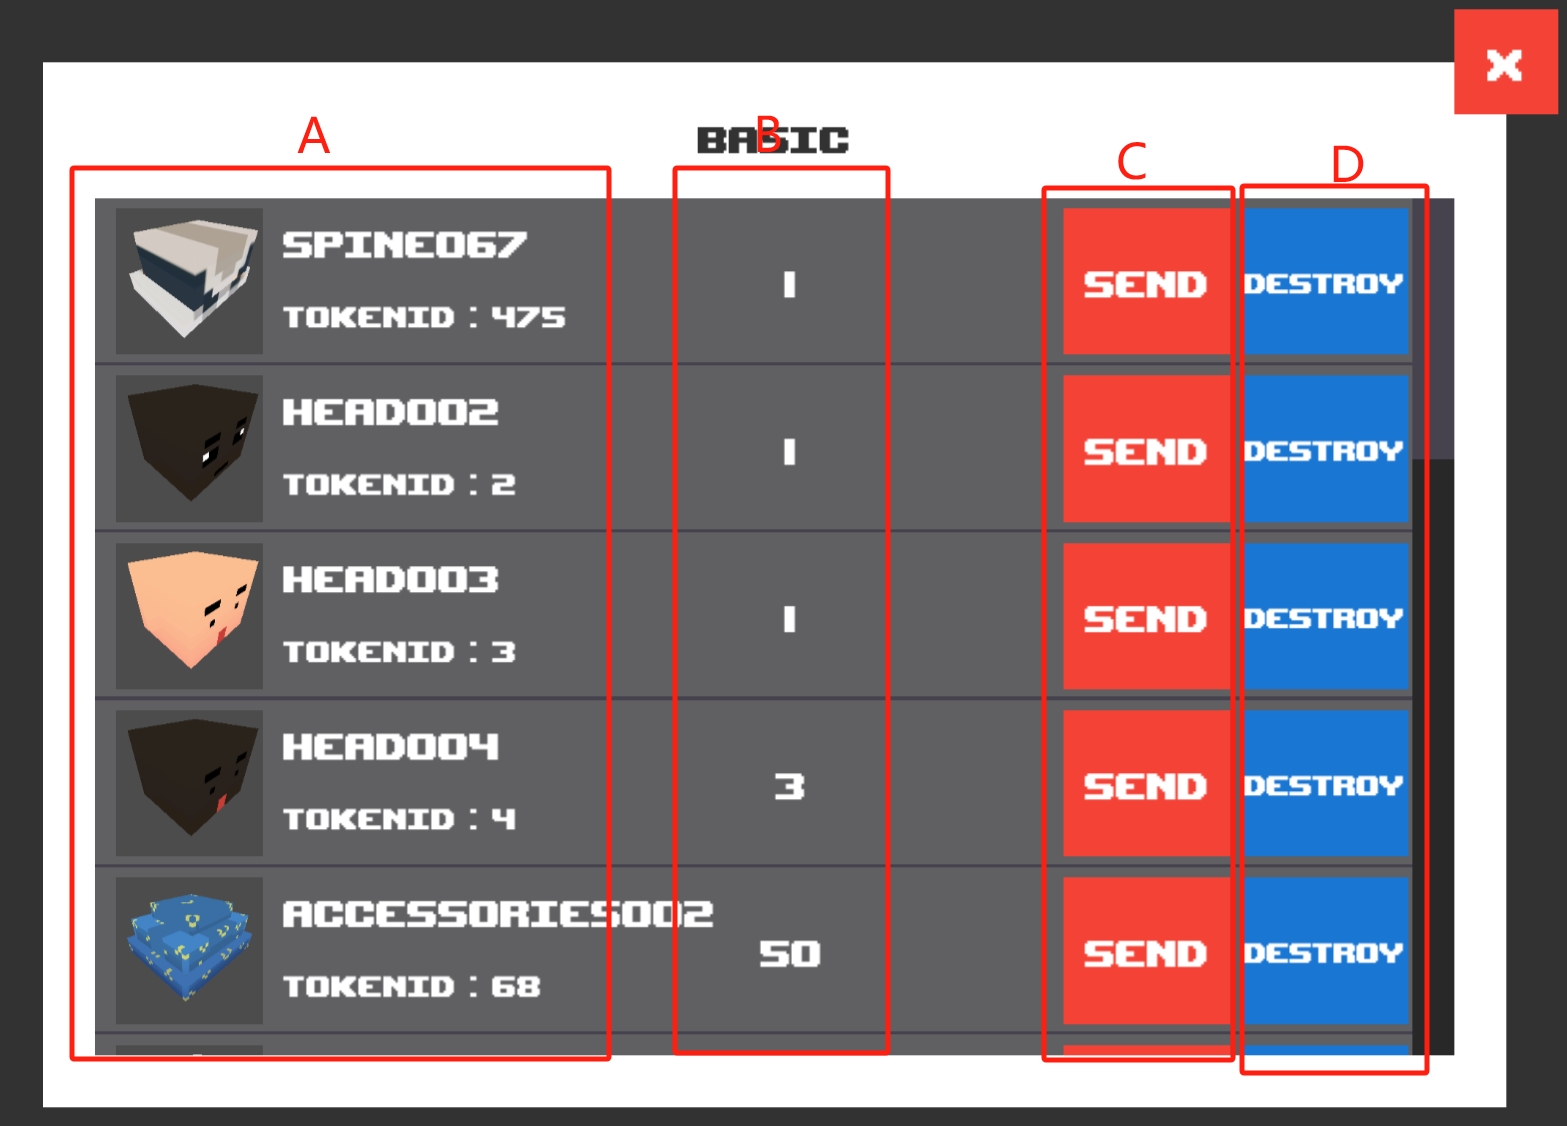 A
BASIC
B
C
D
SPINE067
TOKENID : 475
1
SEND
DESTROY
HEAD002
TOKENID : 2
1
SEND
DESTROY
HEAD003
TOKENID : 3
1
SEND
DESTROY
HEAD004
TOKENID : 4
3
SEND
DESTROY
ACCESSORIES002
TOKENID : 68
50
SEND
DESTROY